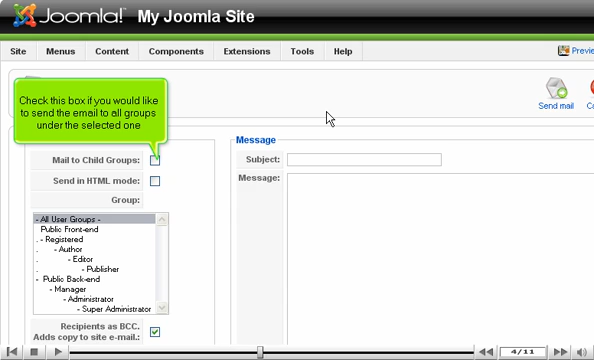 Joomla! My Joomla Site
Site Menus Content Components Extensions Tools Help
Send mail
Check this box if you would like
to send the email to all groups
under the selected one
Message
Mail to Child Groups:
Subject:
Send in HTML mode:
Message:
Group:
- All User Groups -
Public Front-end
. - Registered
. - Author
. - Editor
. - Publisher
- Public Back-end
- Manager
- Administrator
- Super Administrator
Recipients as BCC.
Adds copy to site e-mail.:
4/11